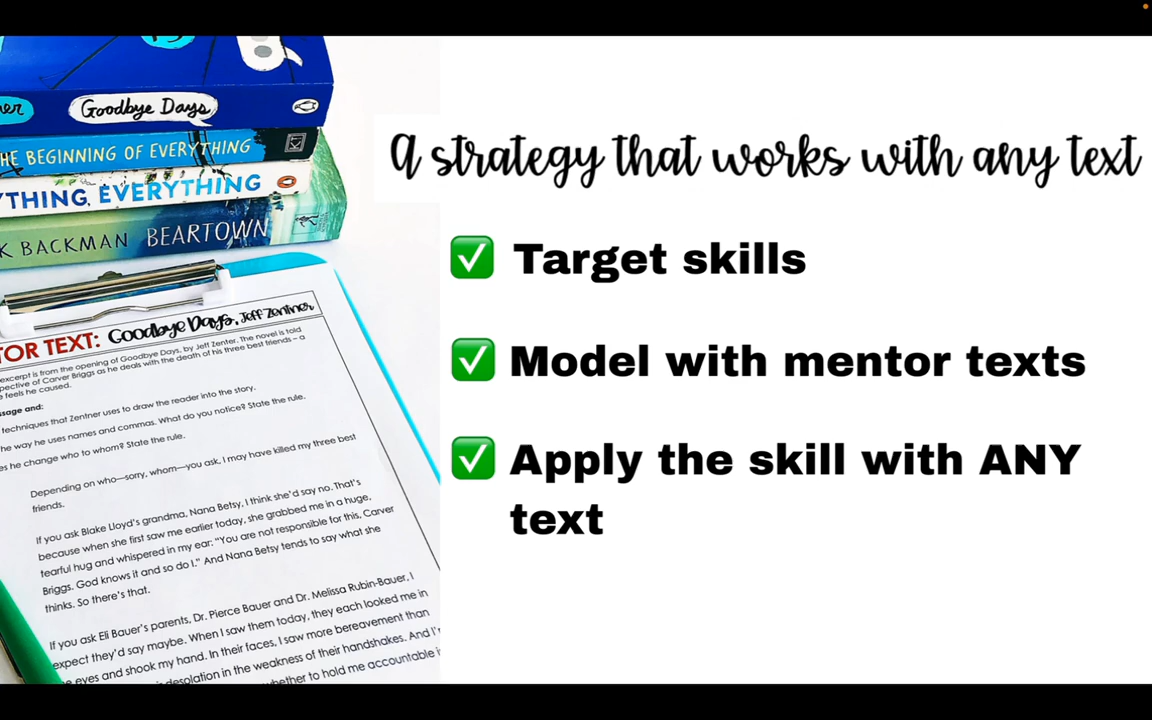 ner Goodbye Days
HE BEGINNING OF EVERYTHING
YTHING, EVERYTHING
K BACKMAN BEARTOWN
TOR TEXT: Goodbye Days, Jeff Zentner
excerpt is from the opening of Goodbye Days, by Jeff Zenter. The novel is told
pective of Carver Briggs as he deals with the death of his three best friends – a
e feels he caused.
ssage and:
techniques that Zentner uses to draw the reader into the story.
he way he uses names and commas. What do you notice? State the rule.
es he change who to whom? State the rule.
Depending on who—sorry, whom—you ask, I may have killed my three best
friends.
If you ask Blake Lloyd's grandma, Nana Betsy, I think she'd say no. That's
because when she first saw me earlier today, she grabbed me in a huge,
tearful hug and whispered in my ear: "You are not responsible for this, Carver
Briggs. God knows it and so do I." And Nana Betsy tends to say what she
thinks. So there's that.
If you ask Eli Bauer's parents, Dr. Pierce Bauer and Dr. Melissa Rubin-Bauer, I
expect they'd say maybe. When I saw them today, they each looked me in
e eyes and shook my hand. In their faces, I saw more bereavement than
desolation in the weakness of their handshakes. And I'
whether to hold me accountable
A strategy that works with any text
✅ Target skills
✅ Model with mentor texts
✅ Apply the skill with ANY
text